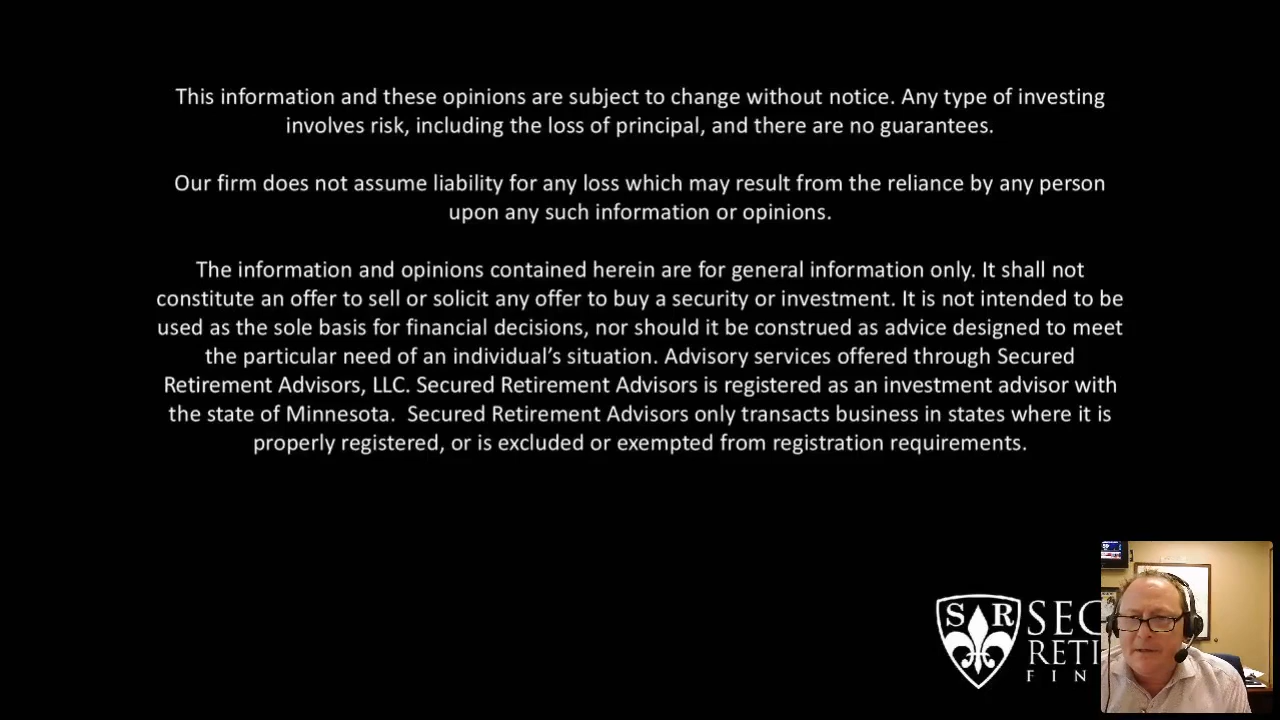 This information and these opinions are subject to change without notice. Any type of investing
involves risk, including the loss of principal, and there are no guarantees.
Our firm does not assume liability for any loss which may result from the reliance by any person
upon any such information or opinions.
The information and opinions contained herein are for general information only. It shall not
constitute an offer to sell or solicit any offer to buy a security or investment. It is not intended to be
used as the sole basis for financial decisions, nor should it be construed as advice designed to meet
the particular need of an individual’s situation. Advisory services offered through Secured
Retirement Advisors, LLC. Secured Retirement Advisors is registered as an investment advisor with
the state of Minnesota.  Secured Retirement Advisors only transacts business in states where it is
properly registered, or is excluded or exempted from registration requirements.
S R
SEC
RETI
FIN